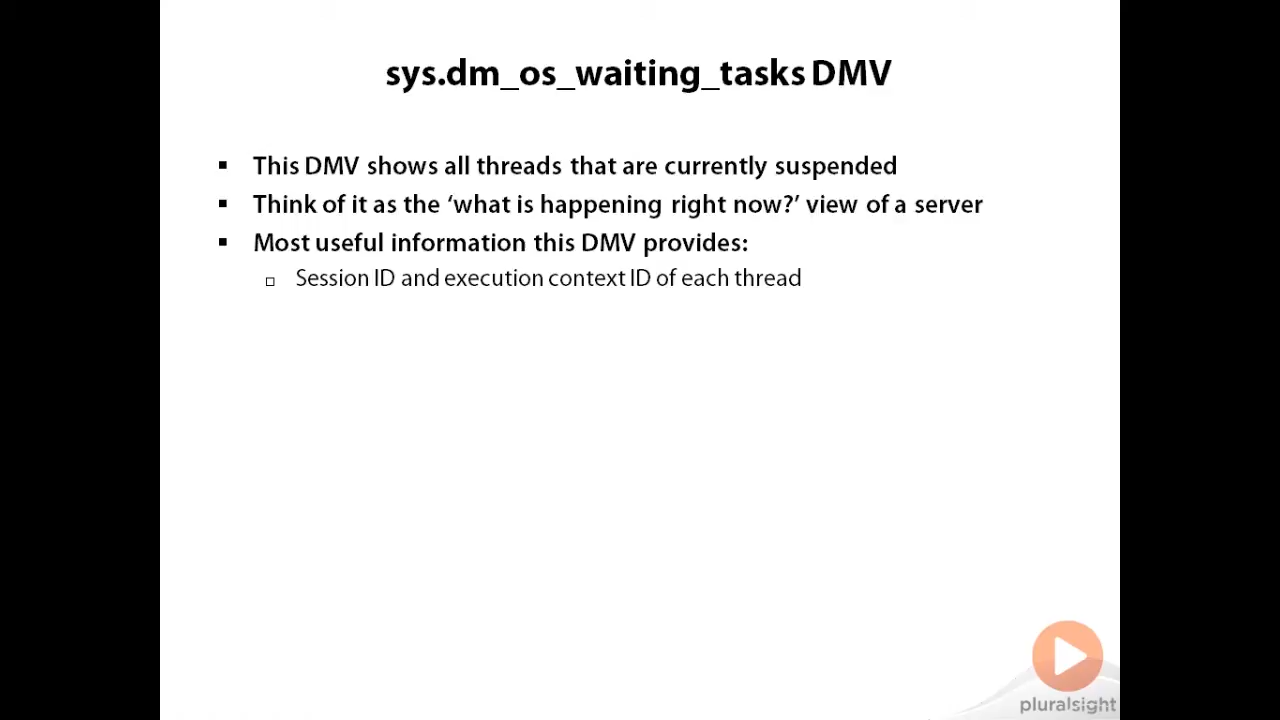 sys.dm_os_waiting_tasks DMV
▪ This DMV shows all threads that are currently suspended
▪ Think of it as the ‘what is happening right now?’ view of a server
▪ Most useful information this DMV provides:
▫ Session ID and execution context ID of each thread
pluralsight